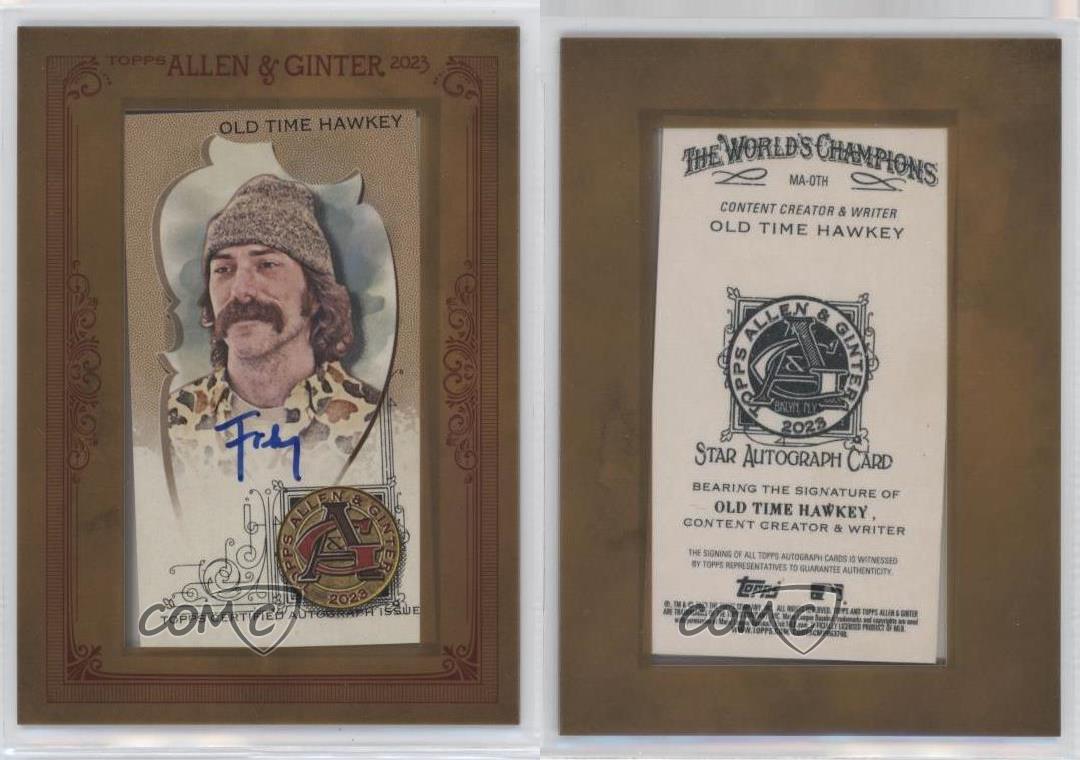 TOPPS ALLEN & GINTER 2023
OLD TIME HAWKEY
TOPPS ALLEN & GINTER
2023
TOPPS CERTIFIED AUTOGRAPH ISSUE
COMC
THE WORLD'S CHAMPIONS
MA-OTH
CONTENT CREATOR & WRITER
OLD TIME HAWKEY
TOPPS ALLEN & GINTER
BKLYN, N.Y.
2023
STAR AUTOGRAPH CARD
BEARING THE SIGNATURE OF
OLD TIME HAWKEY,
CONTENT CREATOR & WRITER
THE SIGNING OF ALL TOPPS AUTOGRAPH CARDS IS WITNESSED
BY TOPPS REPRESENTATIVES TO GUARANTEE AUTHENTICITY.
Topps
COMC